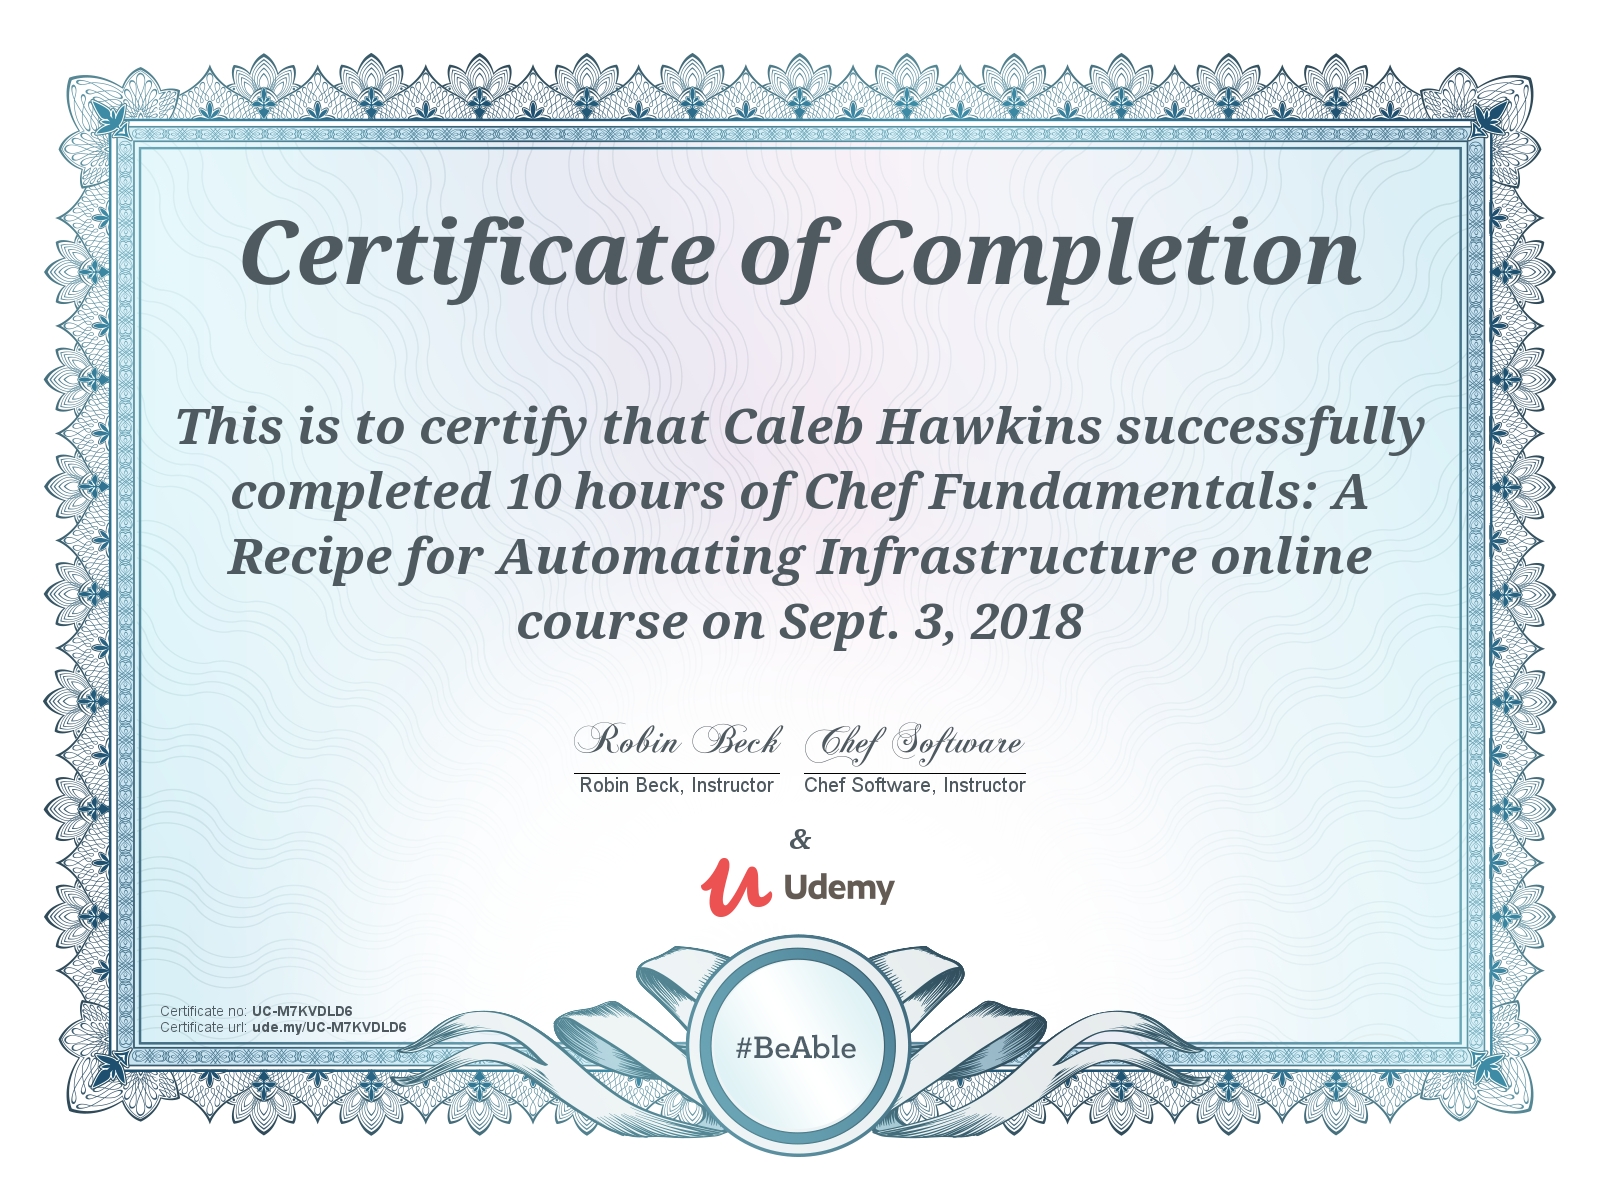 Certificate of Completion
This is to certify that Caleb Hawkins successfully
completed 10 hours of Chef Fundamentals: A
Recipe for Automating Infrastructure online
course on Sept. 3, 2018
Robin Beck Chef Software
Robin Beck, Instructor Chef Software, Instructor
&
Udemy
Certificate no: UC-M7KVDLD6
Certificate url: ude.my/UC-M7KVDLD6
#BeAble